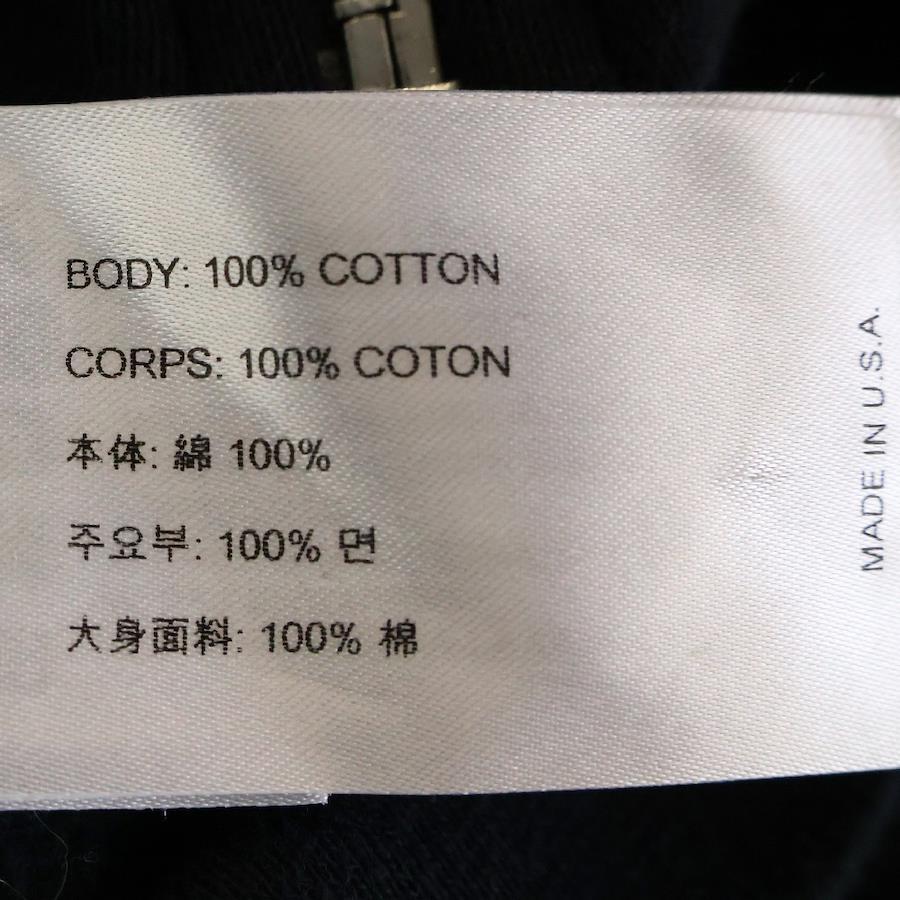 BODY: 100% COTTON
CORPS: 100% COTON
本体: 綿 100%
주요부: 100% 면
大身面料: 100% 棉
MADE IN U.S.A.